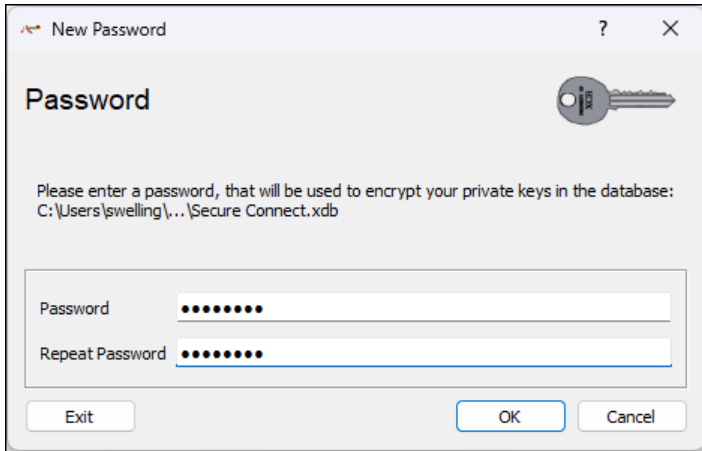 New Password
?
Password
Please enter a password, that will be used to encrypt your private keys in the database:
C:\Users\swelling\...\Secure Connect.xdb
Password ●●●●●●●●
Repeat Password ●●●●●●●●
Exit
OK
Cancel